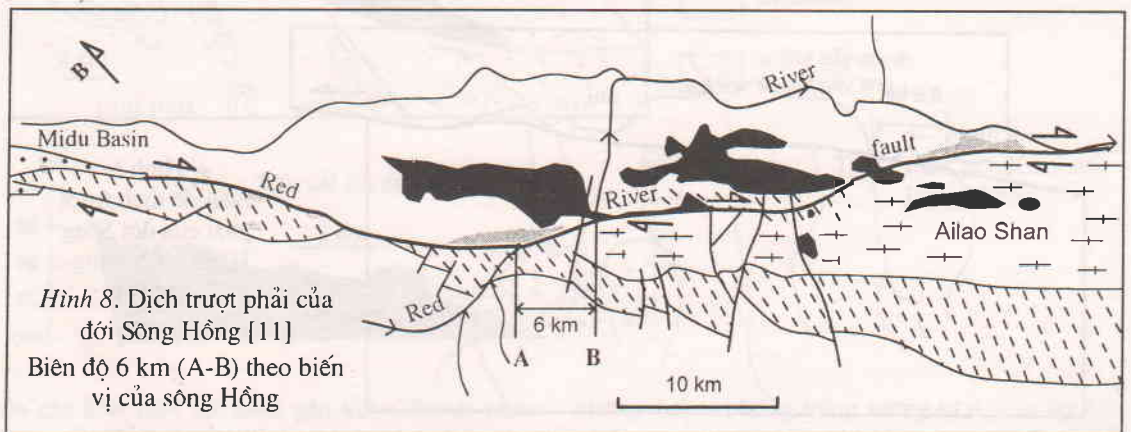 B
River
Midu Basin
fault
Red
River
Ailao Shan
Hình 8. Dịch trượt phải của
đới Sông Hồng [11]
Biên độ 6 km (A-B) theo biến
vị của sông Hồng
Red
6 km
A
B
10 km